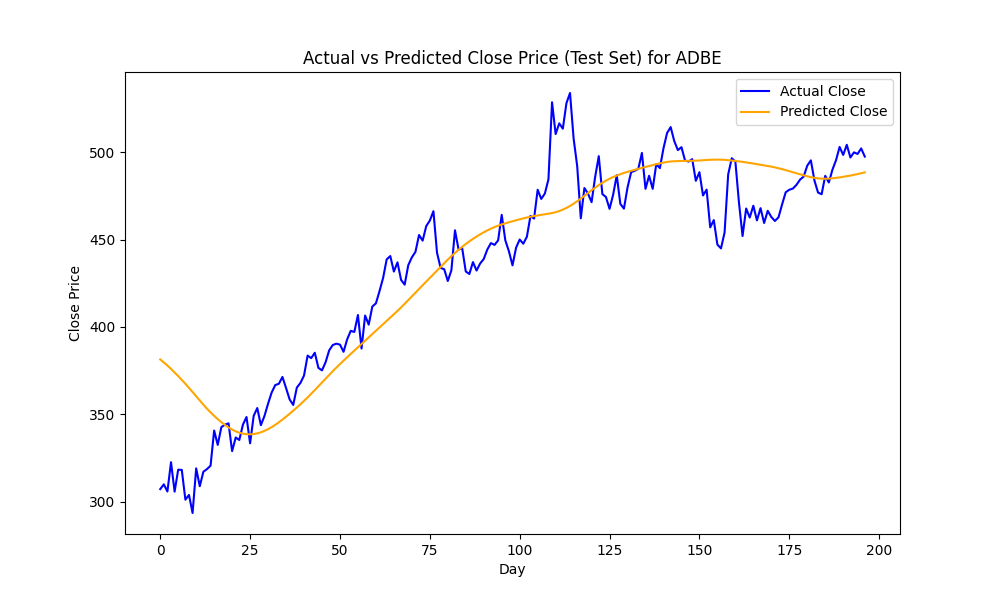 Actual vs Predicted Close Price (Test Set) for ADBE
Actual Close
Predicted Close
Close Price
500
450
400
350
300
0 25 50 75 100 125 150 175 200
Day